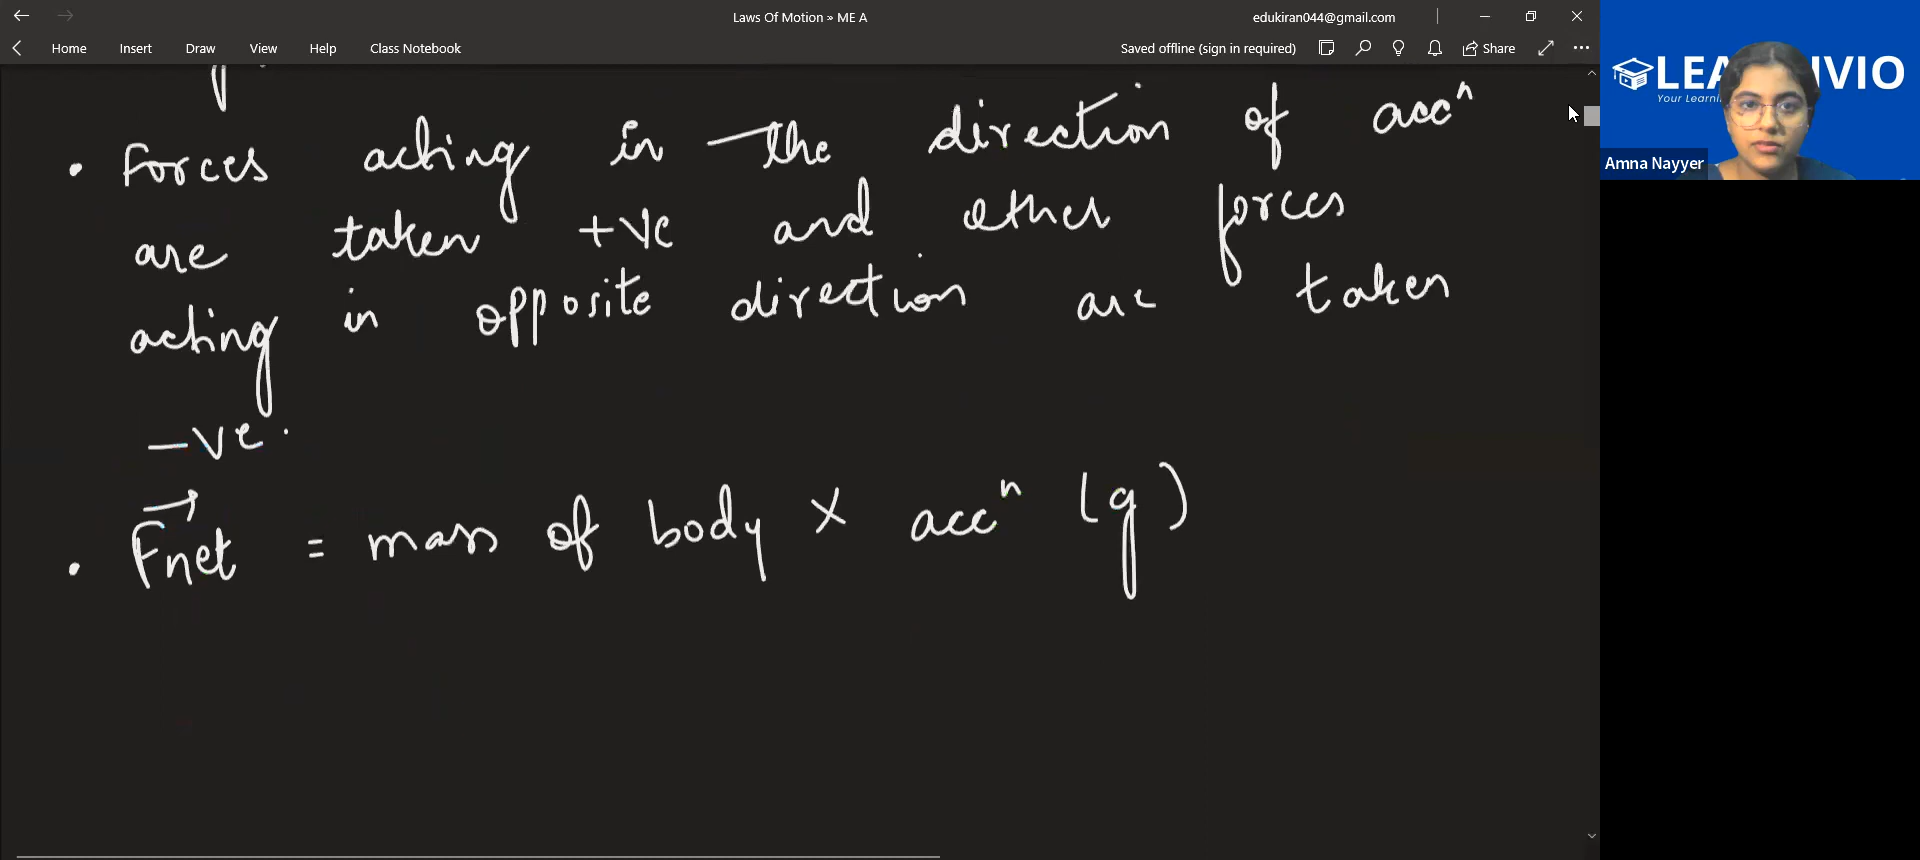 Laws Of Motion » ME A
edukiran044@gmail.com
Home Insert Draw View Help Class Notebook
Saved offline (sign in required) Share
• Forces acting in the direction of accⁿ
are taken +ve and other forces
acting in opposite direction are taken
-ve.
• F⃗net = mass of body × accⁿ (g)
Amna Nayyer